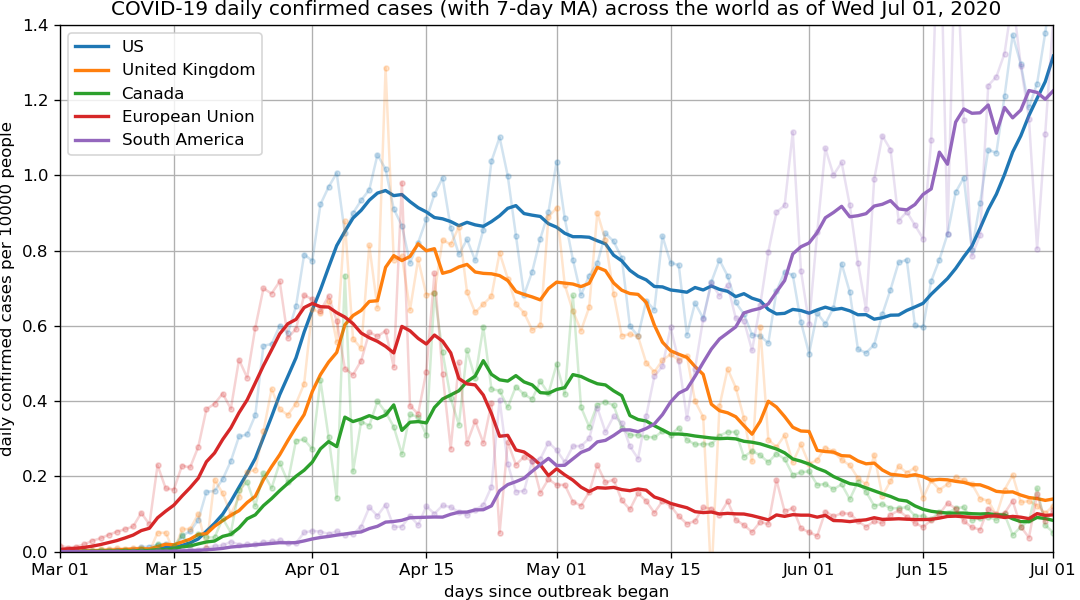 COVID-19 daily confirmed cases (with 7-day MA) across the world as of Wed Jul 01, 2020
1.4
1.2
1.0
0.8
0.6
0.4
0.2
0.0
daily confirmed cases per 10000 people
US
United Kingdom
Canada
European Union
South America
Mar 01 Mar 15 Apr 01 Apr 15 May 01 May 15 Jun 01 Jun 15 Jul 01
days since outbreak began